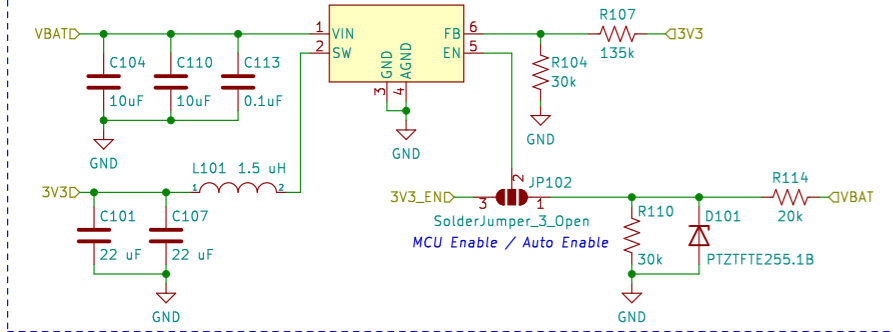 R107
VBAT
1
VIN
FB
6
3V3
2
SW
EN
5
135k
C104
C110
C113
GND
AGND
R104
30k
10uF
10uF
0.1uF
3
4
GND
GND
GND
L101 1.5 uH
2
JP102
R114
3V3
1
2
3V3_EN
3
1
VBAT
C101
C107
SolderJumper_3_Open
R110
D101
20k
MCU Enable / Auto Enable
22 uF
22 uF
30k
PTZTFTE255.1B
GND
GND